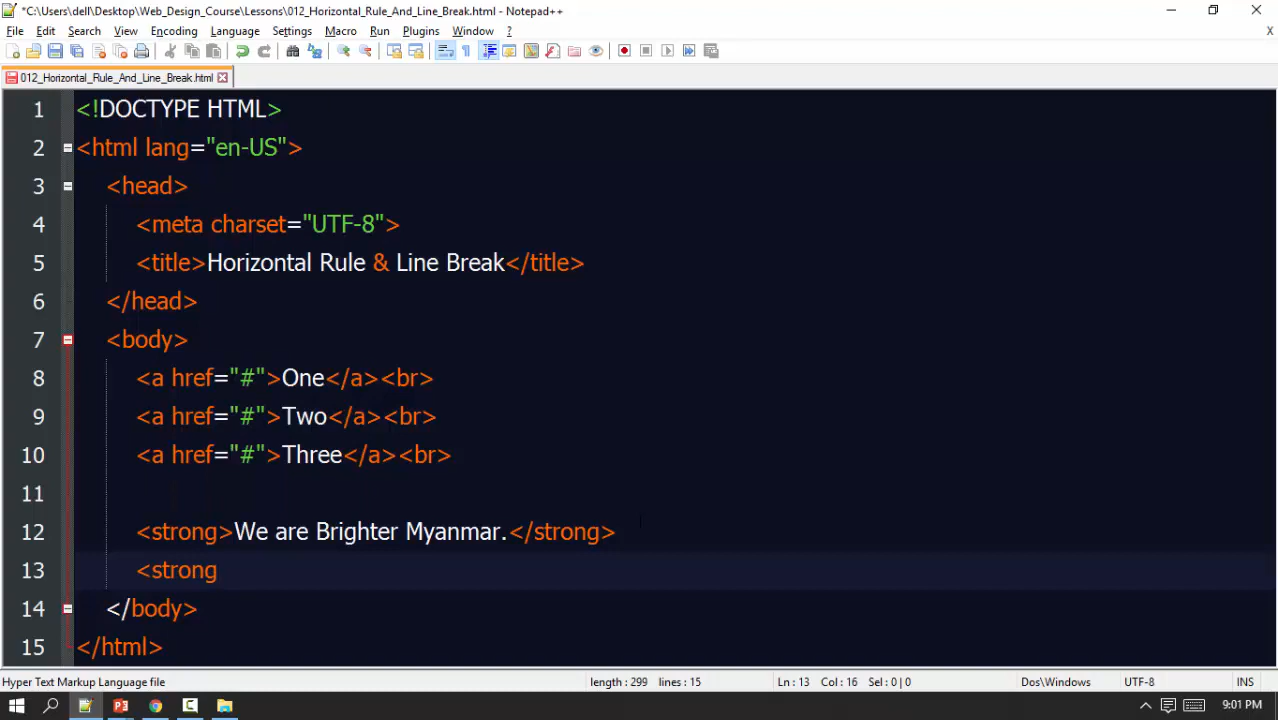 *C:\Users\dell\Desktop\Web_Design_Course\Lessons\012_Horizontal_Rule_And_Line_Break.html - Notepad++
File Edit Search View Encoding Language Settings Macro Run Plugins Window ? X
012_Horizontal_Rule_And_Line_Break.html
1 <!DOCTYPE HTML>
2 <html lang="en-US">
3 <head>
4 <meta charset="UTF-8">
5 <title>Horizontal Rule & Line Break</title>
6 </head>
7 <body>
8 <a href="#">One</a><br>
9 <a href="#">Two</a><br>
10 <a href="#">Three</a><br>
11
12 <strong>We are Brighter Myanmar.</strong>
13 <strong
14 </body>
15 </html>
Hyper Text Markup Language file length : 299 lines : 15 Ln : 13 Col : 16 Sel : 0 | 0 Dos\Windows UTF-8 INS
9:01 PM